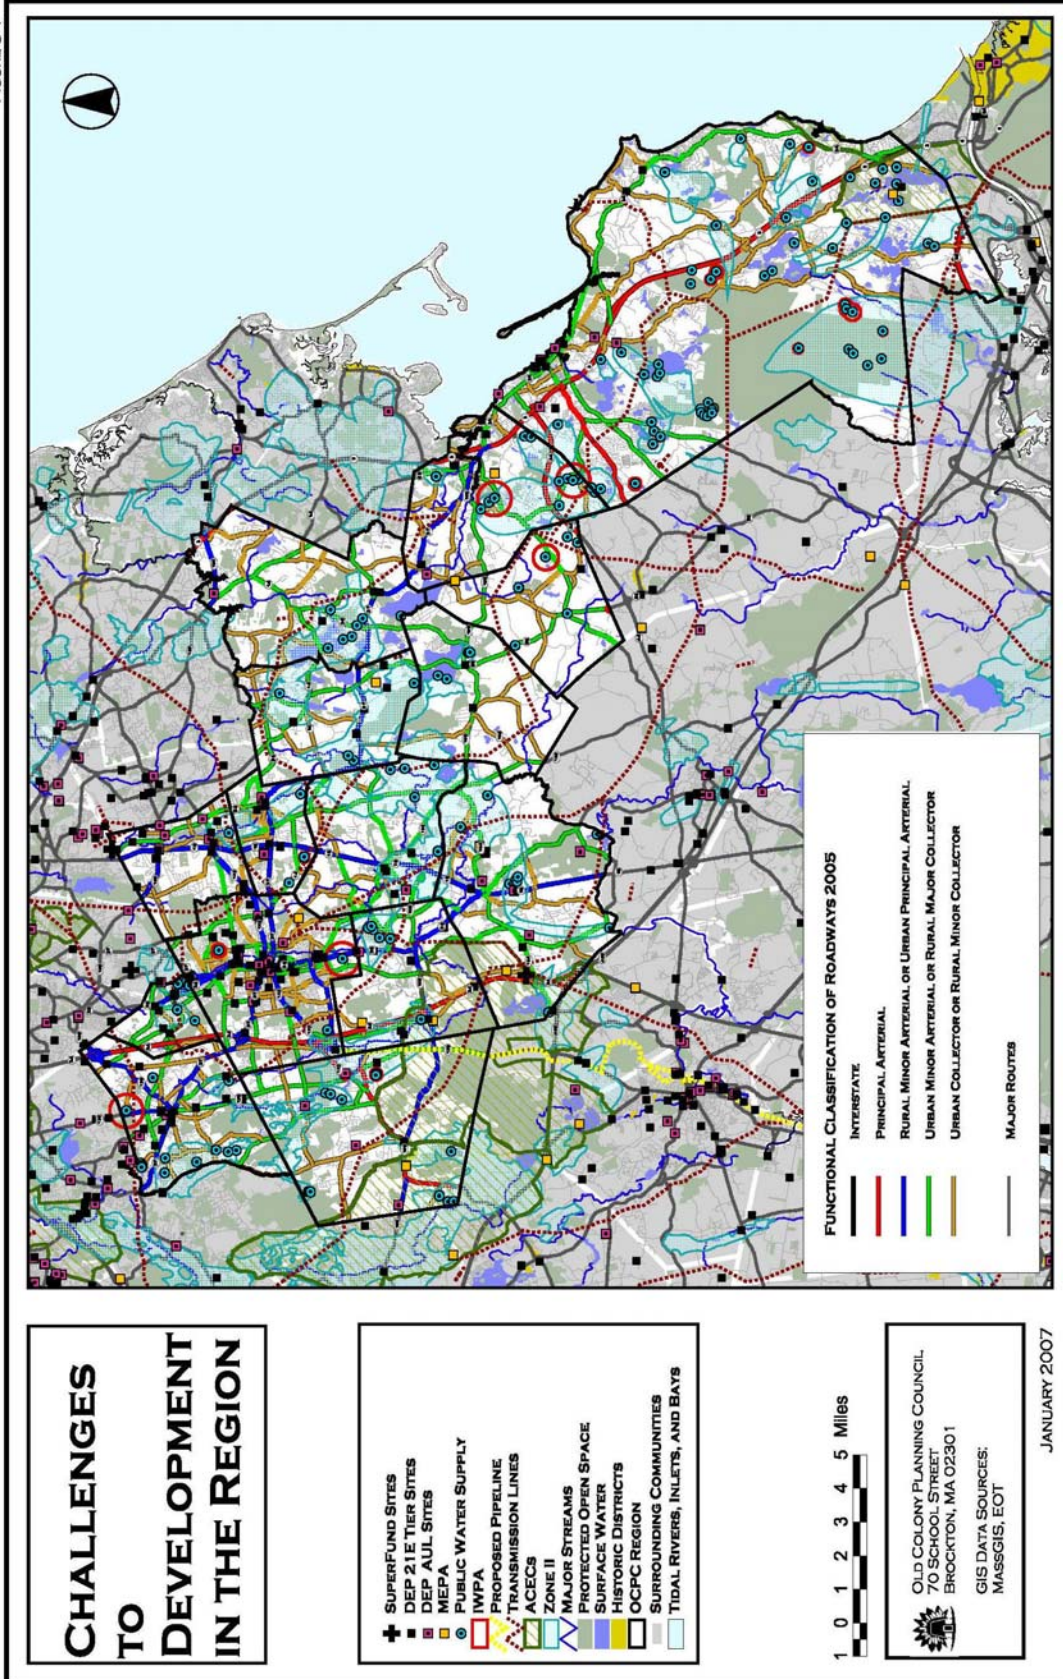 CHALLENGES
TO
DEVELOPMENT
IN THE REGION
SUPERFUND SITES
DEP 21E TIER SITES
DEP AUL SITES
MEPA
PUBLIC WATER SUPPLY
IWPA
PROPOSED PIPELINE
TRANSMISSION LINES
ACECS
ZONE II
MAJOR STREAMS
PROTECTED OPEN SPACE
SURFACE WATER
HISTORIC DISTRICTS
OCPC REGION
SURROUNDING COMMUNITIES
TIDAL RIVERS, INLETS, AND BAYS
1 0 1 2 3 4 5 Miles
OLD COLONY PLANNING COUNCIL
70 SCHOOL STREET
BROCKTON, MA 02301
GIS DATA SOURCES:
MASSGIS, EOT
JANUARY 2007
FUNCTIONAL CLASSIFICATION OF ROADWAYS 2005
INTERSTATE
PRINCIPAL ARTERIAL
RURAL MINOR ARTERIAL OR URBAN PRINCIPAL ARTERIAL
URBAN MINOR ARTERIAL OR RURAL MAJOR COLLECTOR
URBAN COLLECTOR OR RURAL MINOR COLLECTOR
MAJOR ROUTES